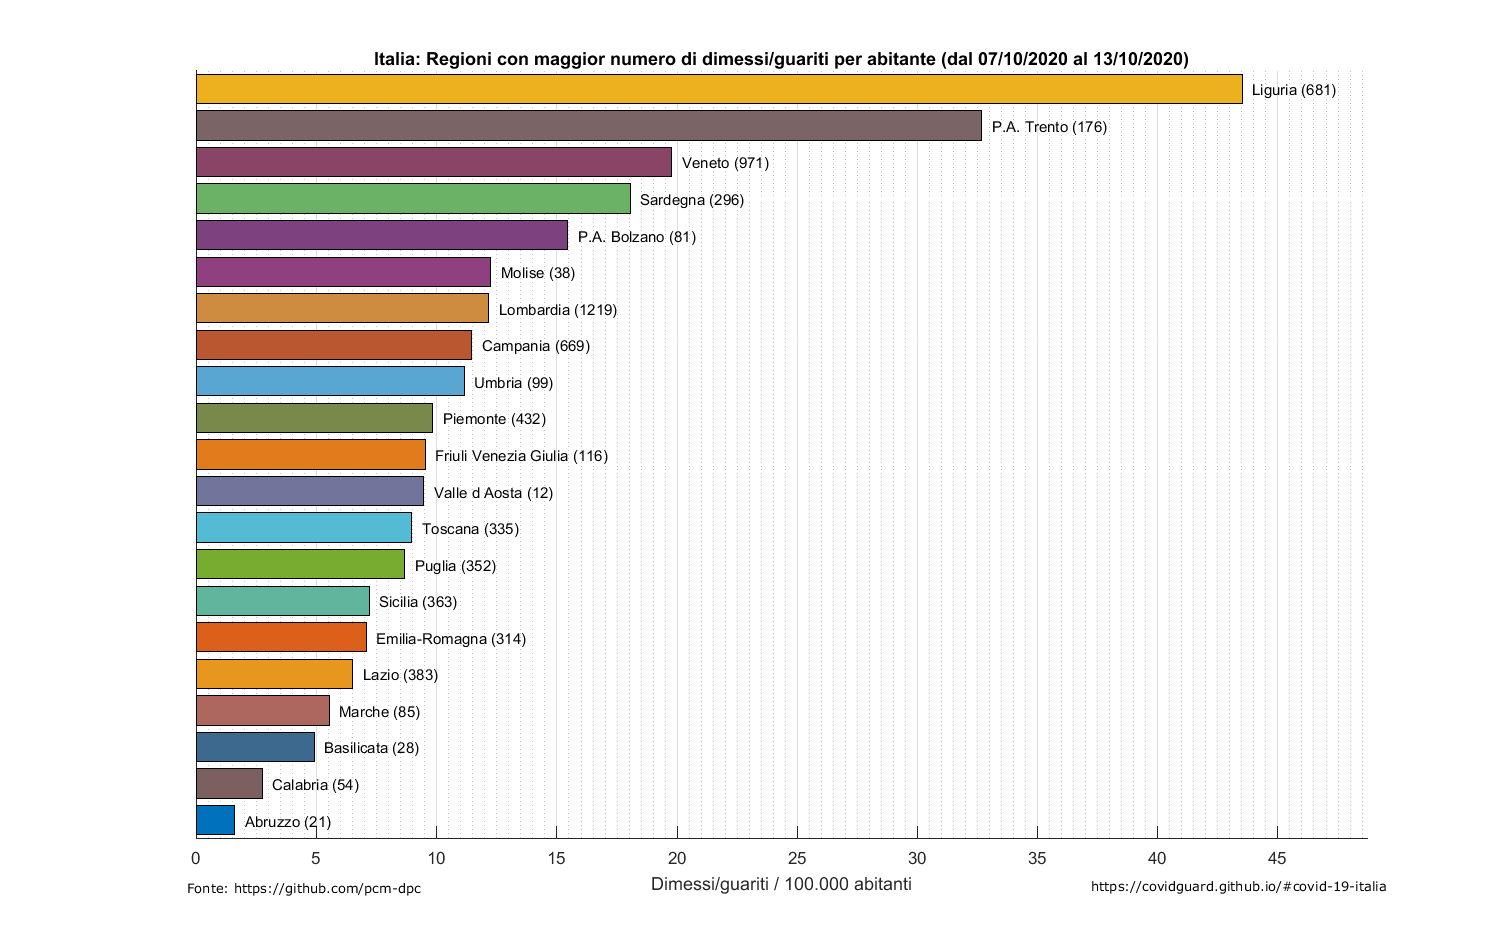 Italia: Regioni con maggior numero di dimessi/guariti per abitante (dal 07/10/2020 al 13/10/2020)
Liguria (681)
P.A. Trento (176)
Veneto (971)
Sardegna (296)
P.A. Bolzano (81)
Molise (38)
Lombardia (1219)
Campania (669)
Umbria (99)
Piemonte (432)
Friuli Venezia Giulia (116)
Valle d Aosta (12)
Toscana (335)
Puglia (352)
Sicilia (363)
Emilia-Romagna (314)
Lazio (383)
Marche (85)
Basilicata (28)
Calabria (54)
Abruzzo (21)
0 5 10 15 20 25 30 35 40 45
Dimessi/guariti / 100.000 abitanti
Fonte: https://github.com/pcm-dpc
https://covidguard.github.io/#covid-19-italia